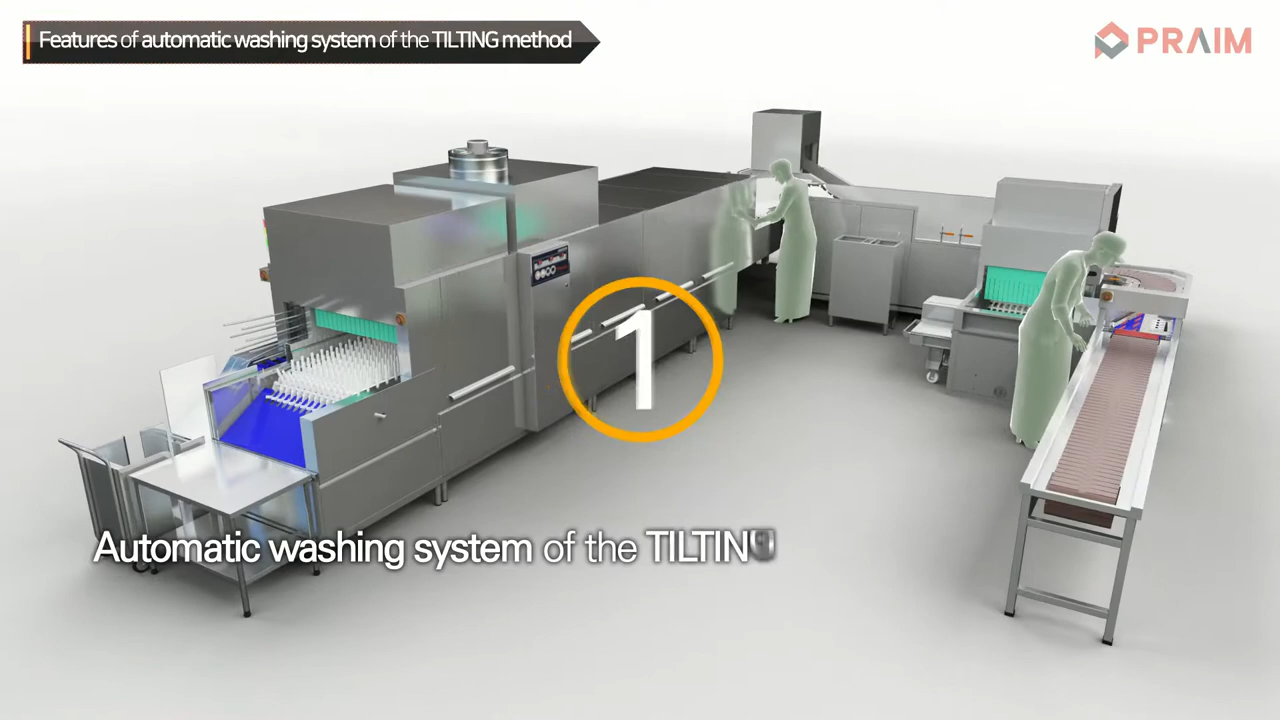 Features of automatic washing system of the TILTING method
PRAIM
1
Automatic washing system of the TILTIN